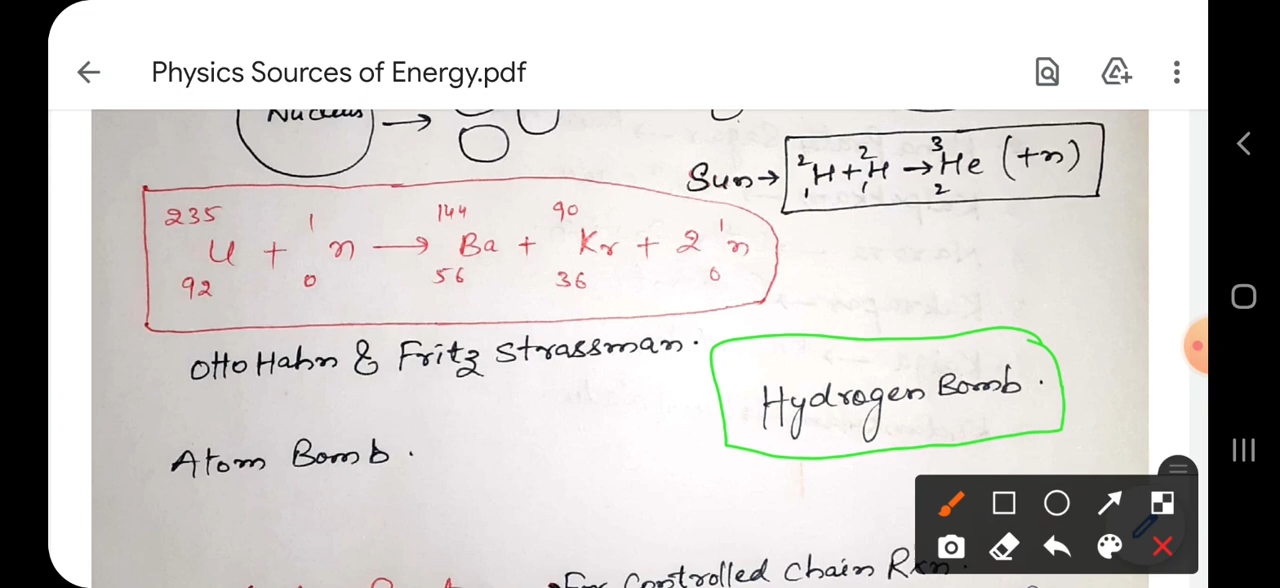 Physics Sources of Energy.pdf
Nucleus →
Sun → ²₁H + ²₁H → ³₂He (+n)
²³⁵₉₂U + ¹₀n → ¹⁴⁴₅₆Ba + ⁹⁰₃₆Kr + 2 ¹₀n
Otto Hahn & Fritz Strassman.
Hydrogen Bomb.
Atom Bomb.
•For Controlled Chain Rxn.